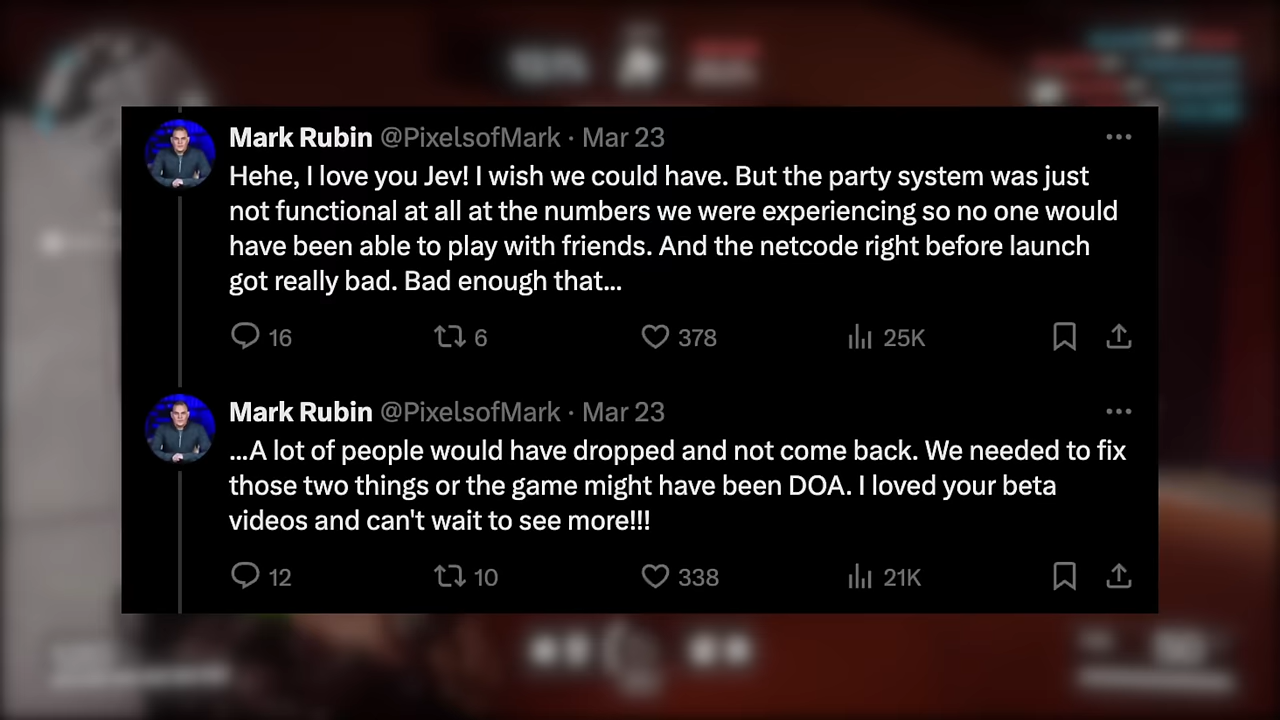 Mark Rubin @PixelsofMark · Mar 23
Hehe, I love you Jev! I wish we could have. But the party system was just
not functional at all at the numbers we were experiencing so no one would
have been able to play with friends. And the netcode right before launch
got really bad. Bad enough that...
16 6 378 25K
Mark Rubin @PixelsofMark · Mar 23
...A lot of people would have dropped and not come back. We needed to fix
those two things or the game might have been DOA. I loved your beta
videos and can't wait to see more!!!
12 10 338 21K